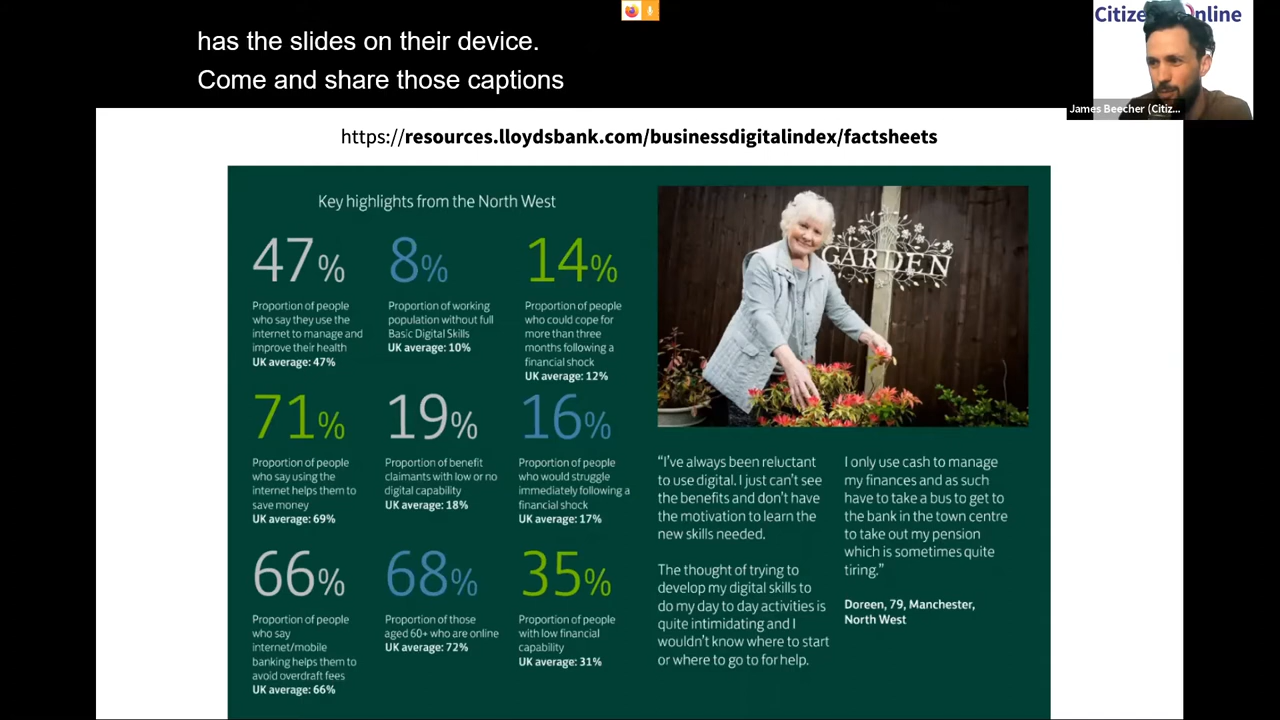 has the slides on their device.
Come and share those captions
Citize Online
James Beecher (Citiz...
https://resources.lloydsbank.com/businessdigitalindex/factsheets
Key highlights from the North West
47%
Proportion of people
who say they use the
internet to manage and
improve their health
UK average: 47%
8%
Proportion of working
population without full
Basic Digital Skills
UK average: 10%
14%
Proportion of people
who could cope for
more than three
months following a
financial shock
UK average: 12%
71%
Proportion of people
who say using the
internet helps them to
save money
UK average: 69%
19%
Proportion of benefit
claimants with low or no
digital capability
UK average: 18%
16%
Proportion of people
who would struggle
immediately following a
financial shock
UK average: 17%
66%
Proportion of people
who say
internet/mobile
banking helps them to
avoid overdraft fees
UK average: 66%
68%
Proportion of those
aged 60+ who are online
UK average: 72%
35%
Proportion of people
with low financial
capability
UK average: 31%
GARDEN
“I’ve always been reluctant
to use digital. I just can’t see
the benefits and don’t have
the motivation to learn the
new skills needed.
The thought of trying to
develop my digital skills to
do my day to day activities is
quite intimidating and I
wouldn’t know where to start
or where to go to for help.
I only use cash to manage
my finances and as such
have to take a bus to get to
the bank in the town centre
to take out my pension
which is sometimes quite
tiring.”
Doreen, 79, Manchester,
North West